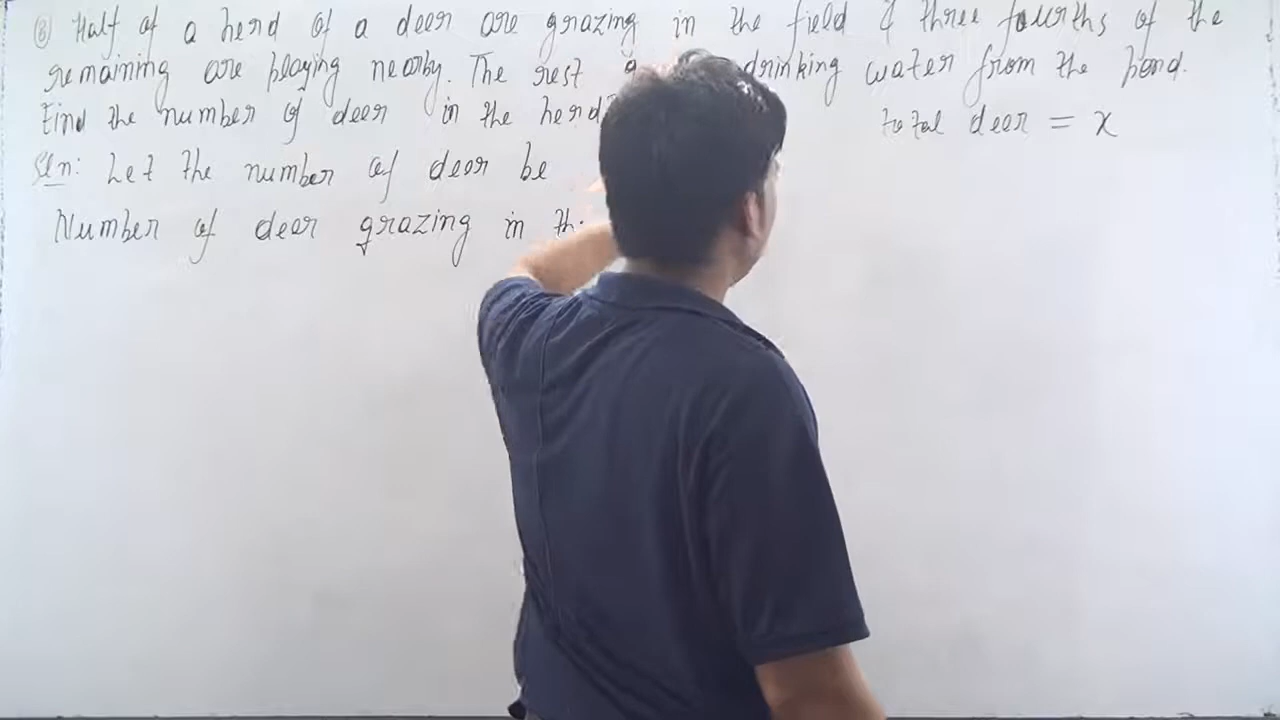 ⑧ Half of a herd of a deer are grazing in the field & three fourths of the
remaining are playing nearby. The rest drinking water from the pond.
Find the number of deer in the herd
total deer = x
Sln: Let the number of deer be
Number of deer grazing in